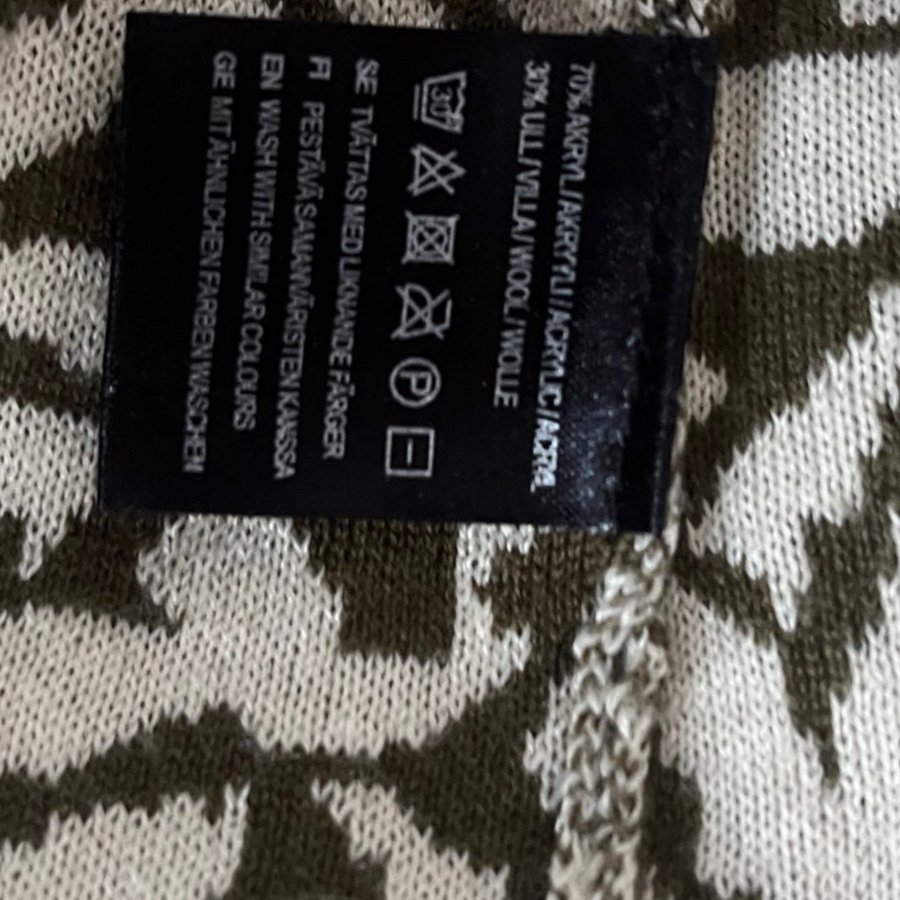 70% AKRYL/AKRYYLI/ACRYLIC/ACRYL
30% ULL/VILLA/WOOL/WOLLE
30° P
SE TVÄTTAS MED LIKNANDE FÄRGER
FI PESTÄVÄ SAMANVÄRISTEN KANSSA
EN WASH WITH SIMILAR COLOURS
GE MIT ÄHNLICHEN FARBEN WASCHEN